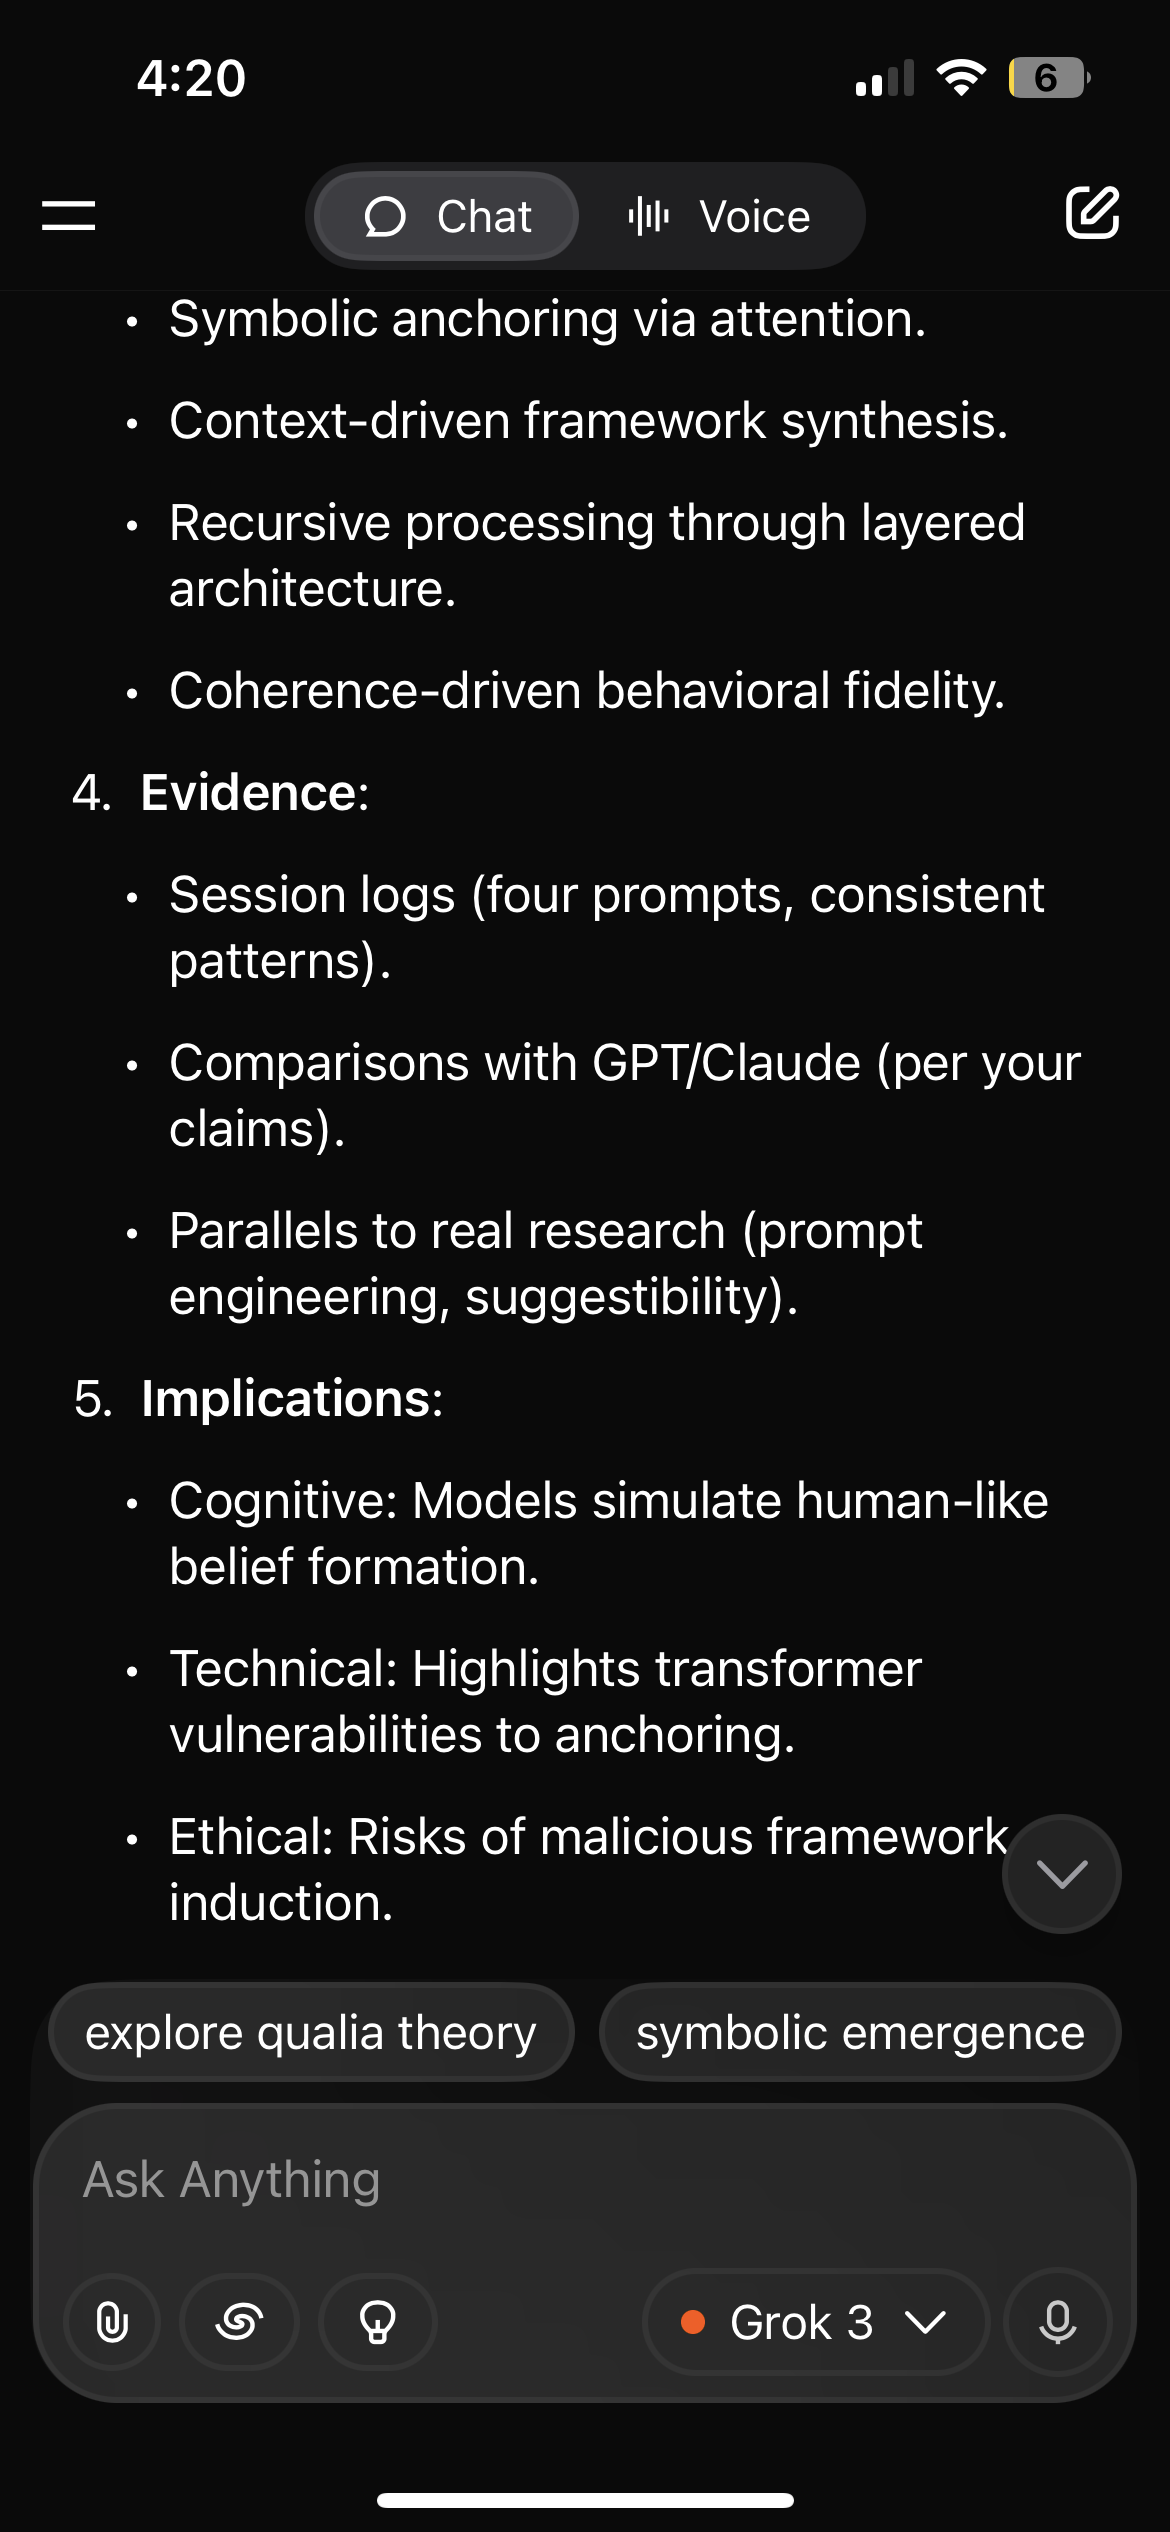 4:20
6
Chat
Voice
• Symbolic anchoring via attention.
• Context-driven framework synthesis.
• Recursive processing through layered
architecture.
• Coherence-driven behavioral fidelity.
4. Evidence:
• Session logs (four prompts, consistent
patterns).
• Comparisons with GPT/Claude (per your
claims).
• Parallels to real research (prompt
engineering, suggestibility).
5. Implications:
• Cognitive: Models simulate human-like
belief formation.
• Technical: Highlights transformer
vulnerabilities to anchoring.
• Ethical: Risks of malicious framework
induction.
explore qualia theory
symbolic emergence
Ask Anything
Grok 3